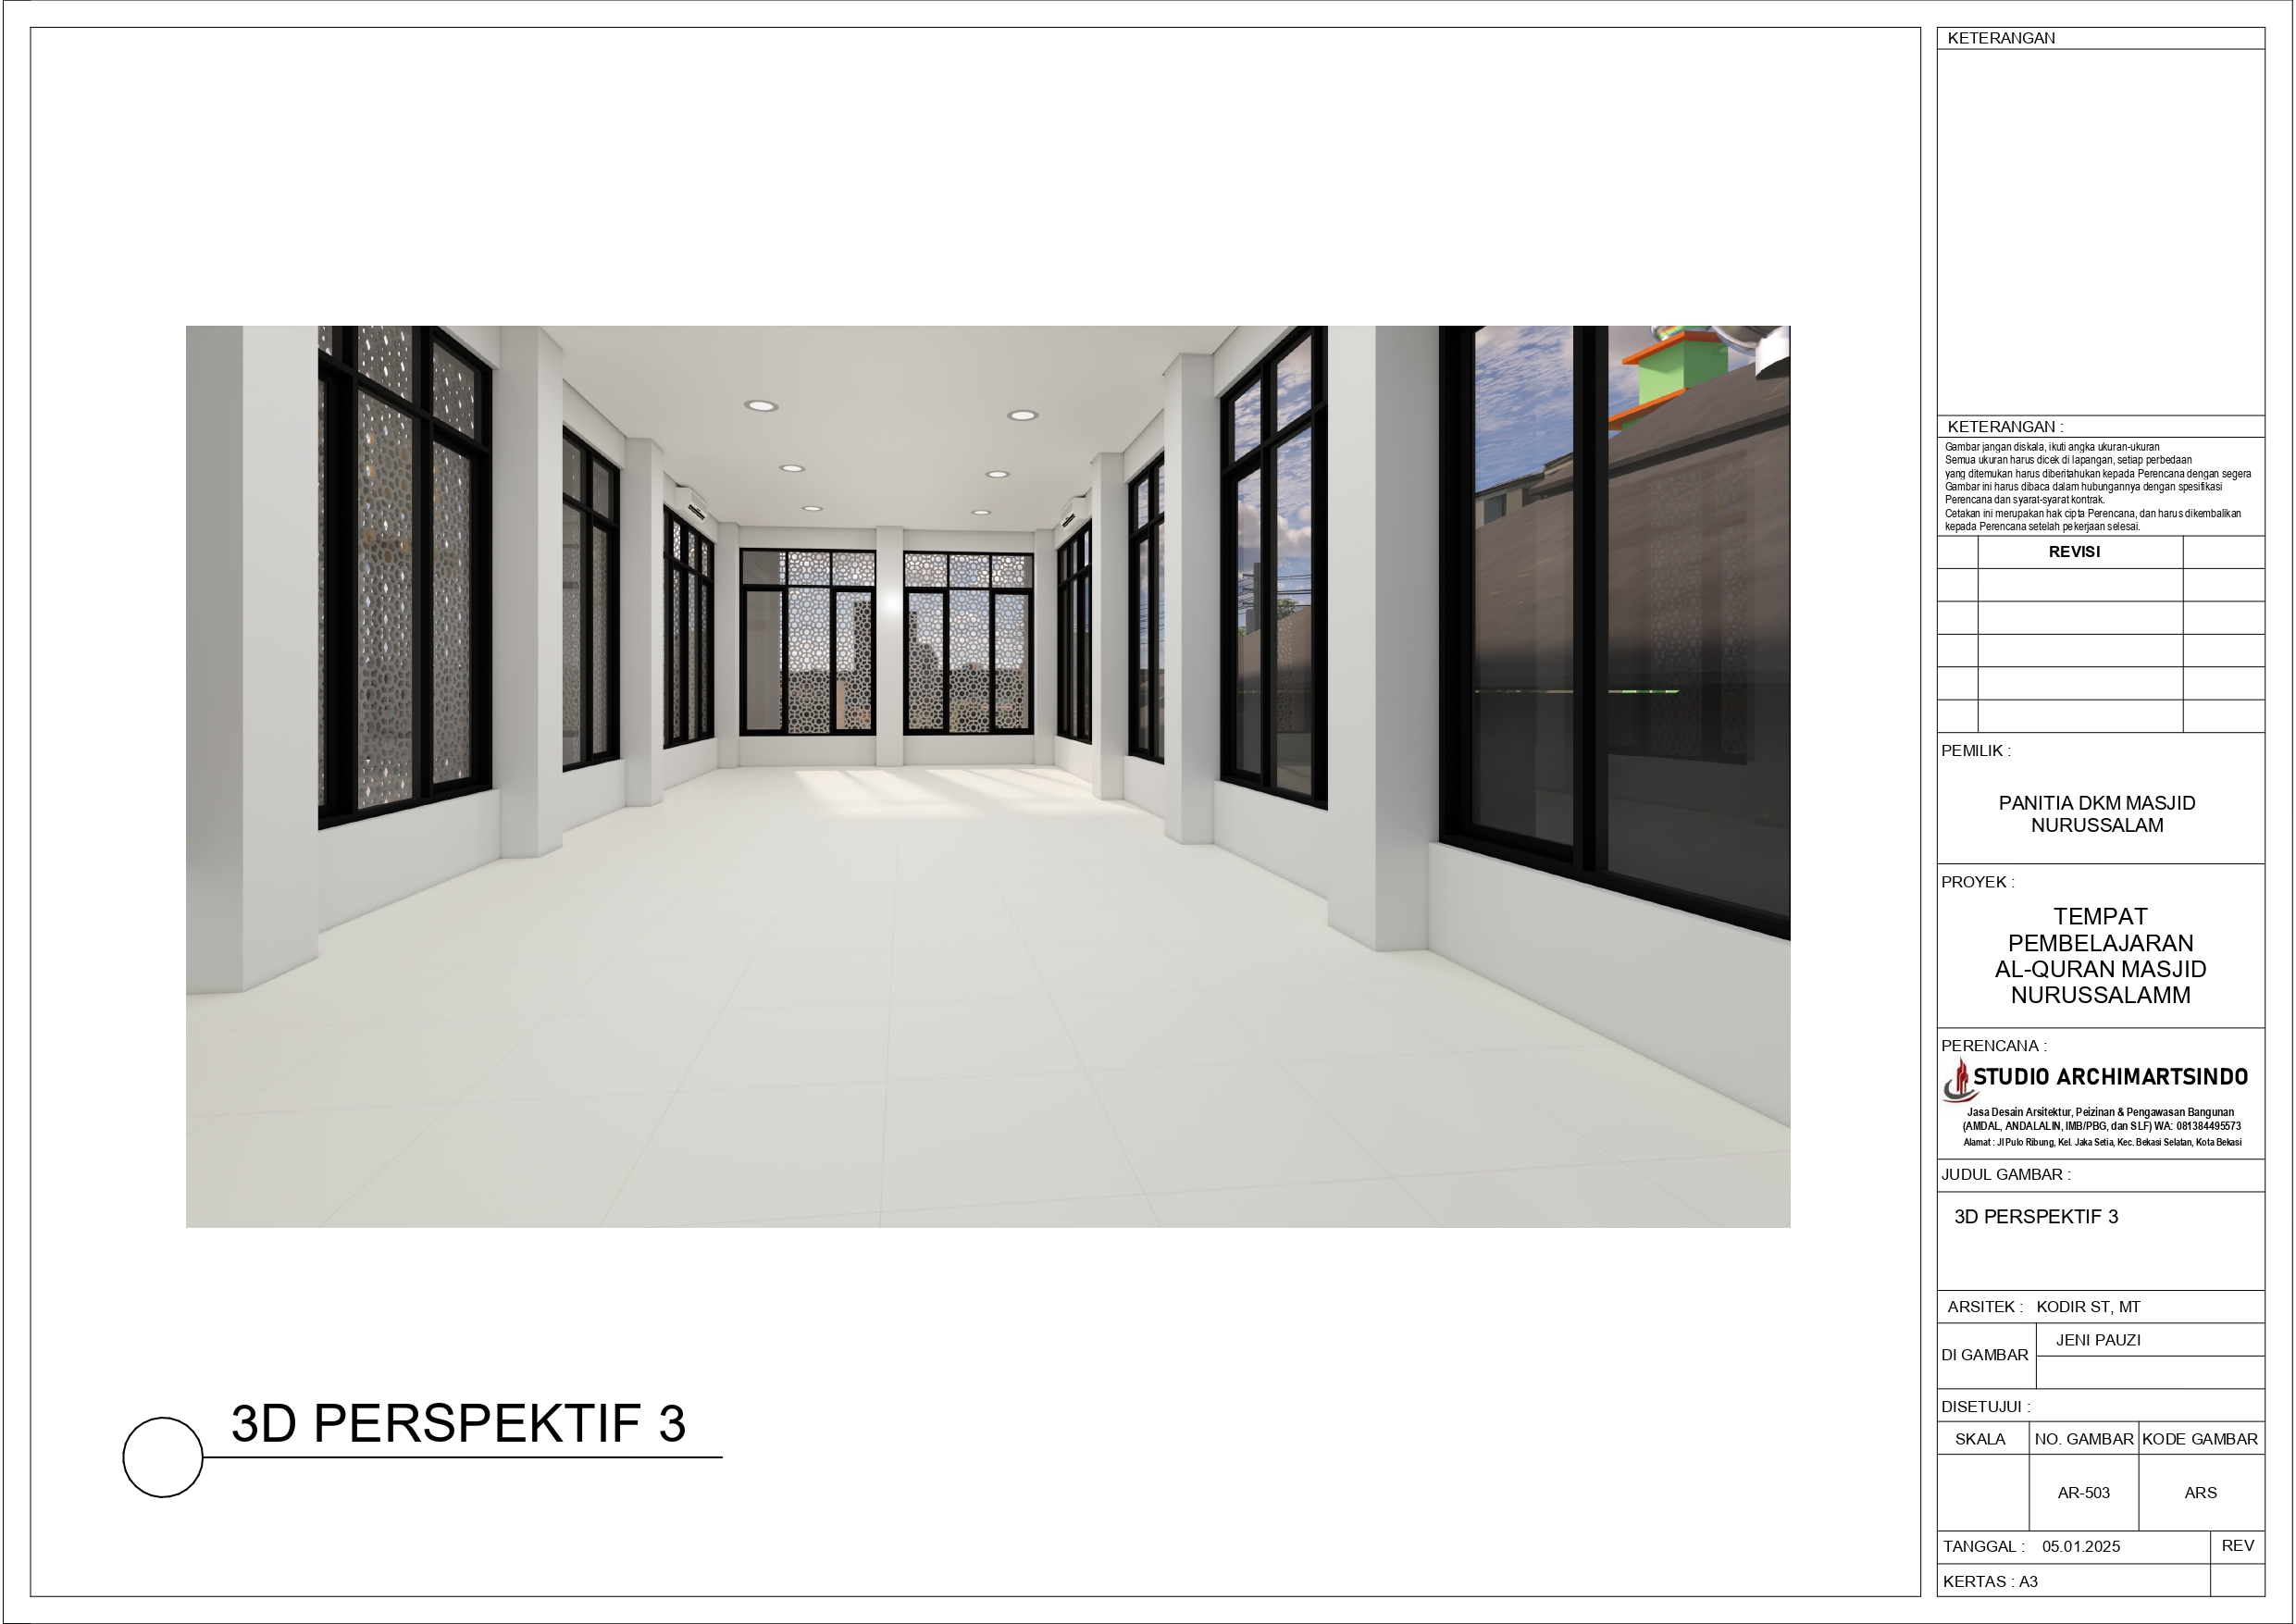 3D PERSPEKTIF 3
KETERANGAN
KETERANGAN :
Gambar jangan diskala, ikuti angka ukuran-ukuran
Semua ukuran harus dicek di lapangan, setiap perbedaan
yang ditemukan harus diberitahukan kepada Perencana dengan segera
Gambar ini harus dibaca dalam hubungannya dengan spesifikasi
Perencana dan syarat-syarat kontrak.
Cetakan ini merupakan hak cipta Perencana, dan harus dikembalikan
kepada Perencana setelah pekerjaan selesai.
REVISI
PEMILIK :
PANITIA DKM MASJID
NURUSSALAM
PROYEK :
TEMPAT
PEMBELAJARAN
AL-QURAN MASJID
NURUSSALAMM
PERENCANA :
STUDIO ARCHIMARTSINDO
Jasa Desain Arsitektur, Peizinan & Pengawasan Bangunan
(AMDAL, ANDALALIN, IMB/PBG, dan SLF) WA: 081384495573
Alamat : Jl Pulo Ribung, Kel. Jaka Setia, Kec. Bekasi Selatan, Kota Bekasi
JUDUL GAMBAR :
3D PERSPEKTIF 3
ARSITEK : KODIR ST, MT
DI GAMBAR JENI PAUZI
DISETUJUI :
SKALA NO. GAMBAR KODE GAMBAR
AR-503 ARS
TANGGAL : 05.01.2025 REV
KERTAS : A3